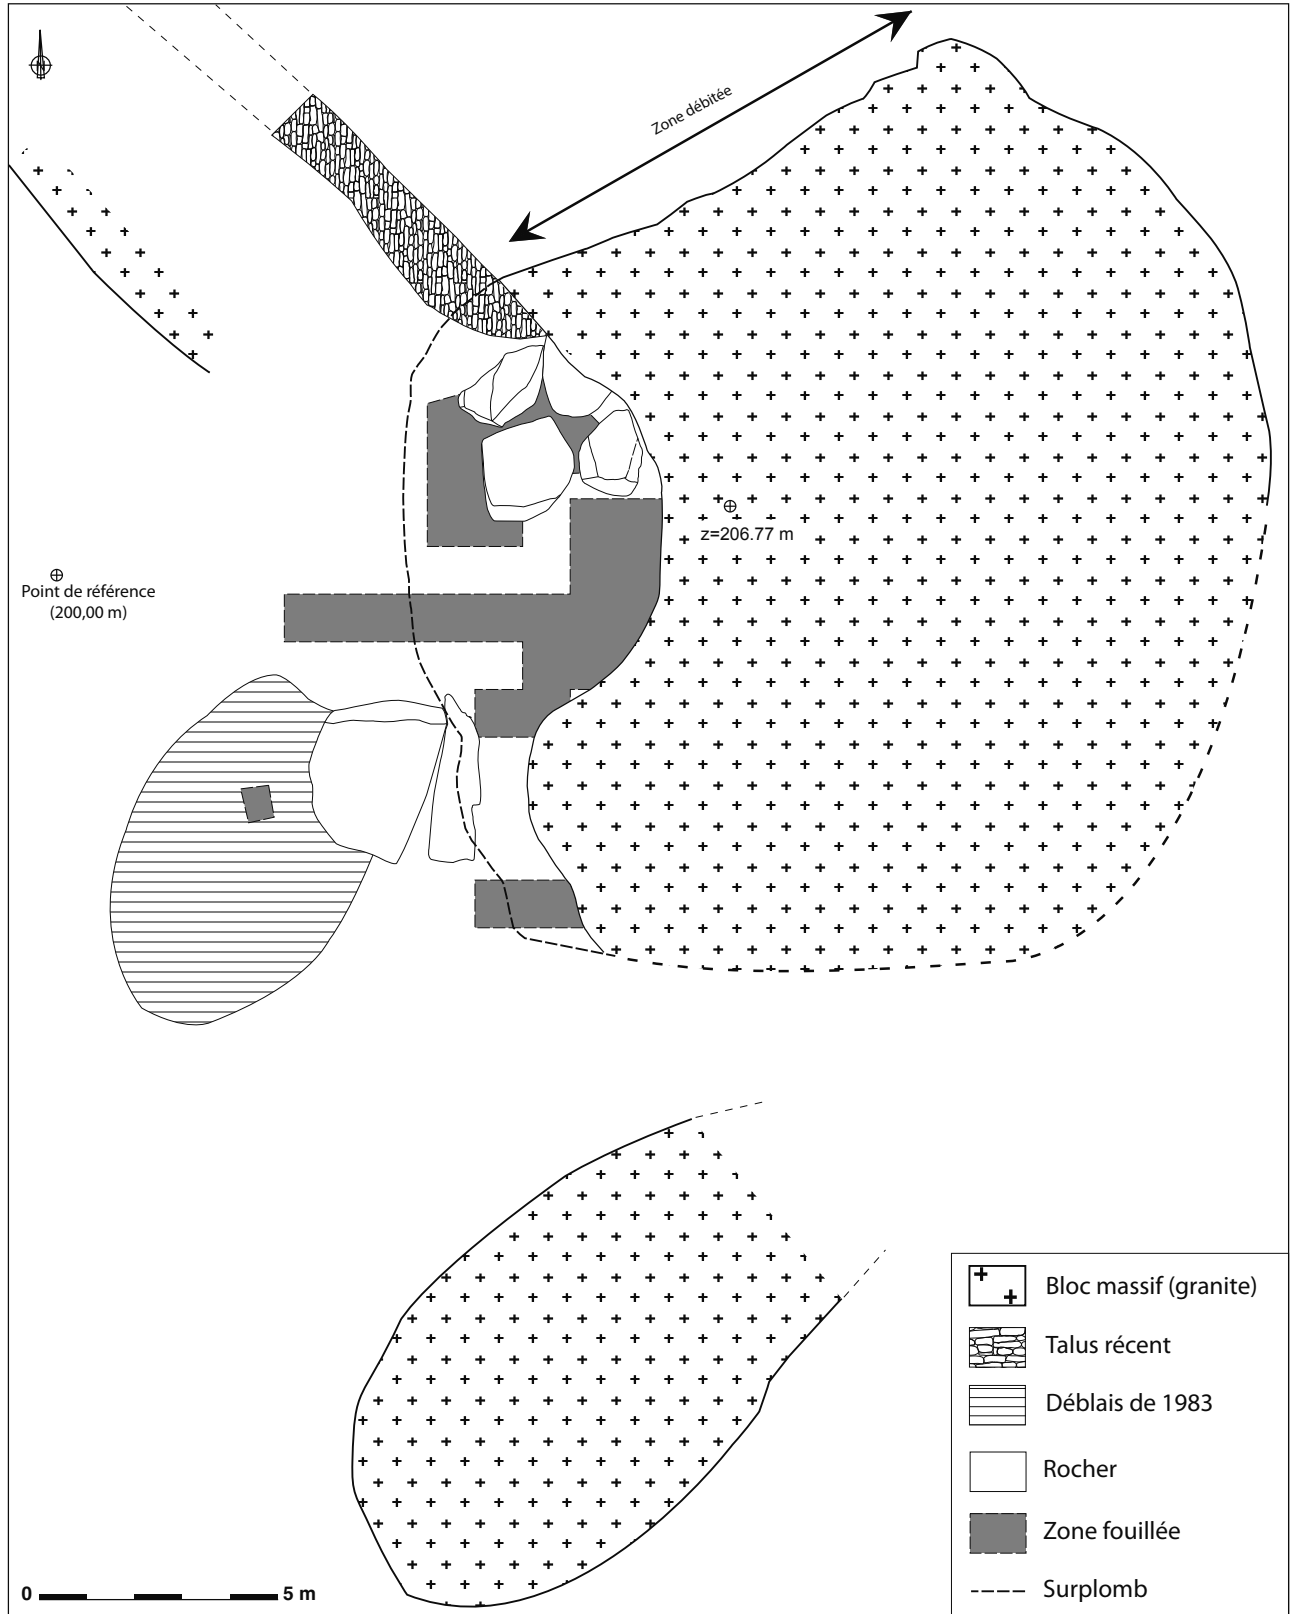 Zone débitée
z=206.77 m
Point de référence
(200,00 m)
Bloc massif (granite)
Talus récent
Déblais de 1983
Rocher
Zone fouillée
Surplomb
0 5 m